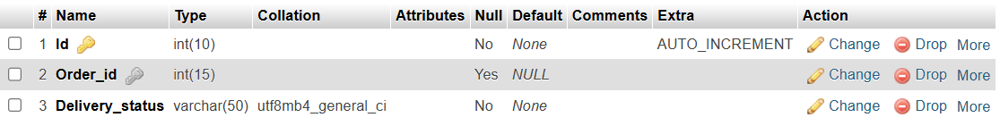 # Name Type Collation Attributes Null Default Comments Extra Action
1 Id int(10) No None AUTO_INCREMENT Change Drop More
2 Order_id int(15) Yes NULL Change Drop More
3 Delivery_status varchar(50) utf8mb4_general_ci No None Change Drop More